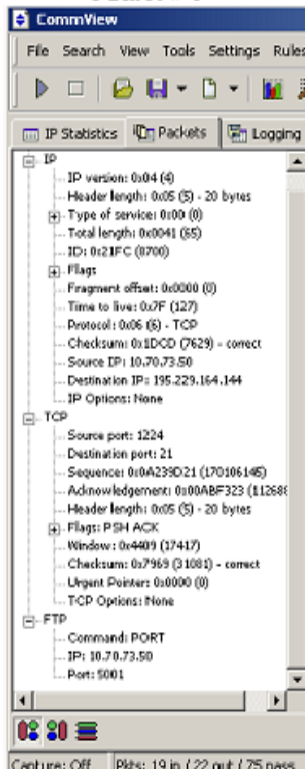 CommView
File Search View Tools Settings Rules
IP Statistics Packets Logging
IP
IP version: 0x04 (4)
Header length: 0x05 (5) - 20 bytes
Type of service: 0x00 (0)
Total length: 0x0041 (65)
ID: 0x21FC (8700)
Flags
Fragment offset: 0x0000 (0)
Time to live: 0x7F (127)
Protocol: 0x06 (6) - TCP
Checksum: 0x1DCD (7629) - correct
Source IP: 10.70.73.50
Destination IP: 195.229.164.144
IP Options: None
TCP
Source port: 1224
Destination port: 21
Sequence: 0x0A239D21 (170106145)
Acknowledgement: 0x00ABF323 (112688
Header length: 0x05 (5) - 20 bytes
Flags: PSH ACK
Window: 0x4409 (17417)
Checksum: 0x7969 (31081) - correct
Urgent Pointer: 0x0000 (0)
TCP Options: None
FTP
Command: PORT
IP: 10.70.73.50
Port: 5001
Capture: Off Pkts: 19 in / 22 out / 75 pass